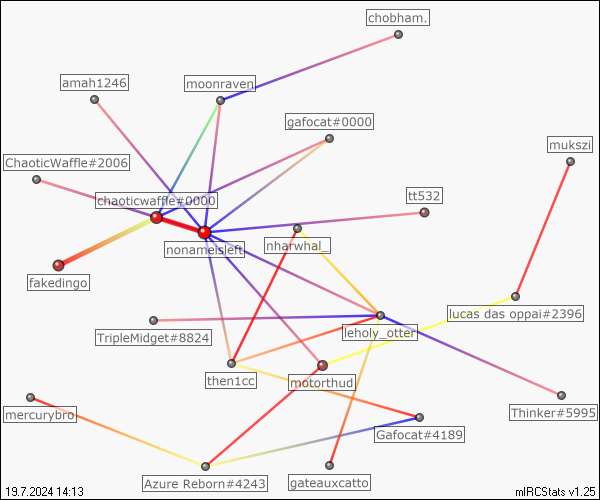 chobham.
amah1246
moonraven
gafocat#0000
mukszi
ChaoticWaffle#2006
tt532
chaoticwaffle#0000
nonameisleft
nharwhal_
fakedingo
lucas das oppai#2396
TripleMidget#8824
leholy_otter
then1cc
motorthud
mercurybro
Thinker#5995
Gafocat#4189
Azure Reborn#4243
gateauxcatto
19.7.2024 14:13
mIRCStats v1.25